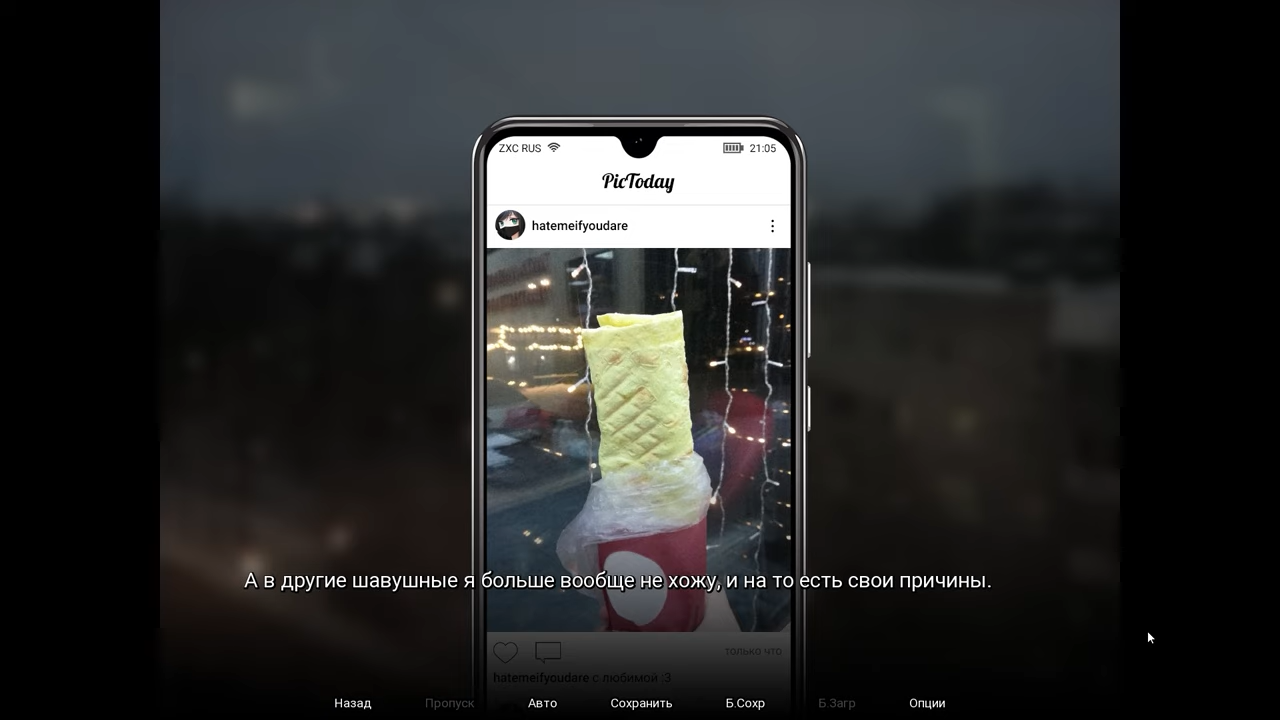 ZXC RUS 21:05
PicToday
hatemeifyoudare
А в другие шавушные я больше вообще не хожу, и на то есть свои причины.
только что
hatemeifyoudare с любимой :3
Назад Пропуск Авто Сохранить Б.Сохр Б.Загр Опции